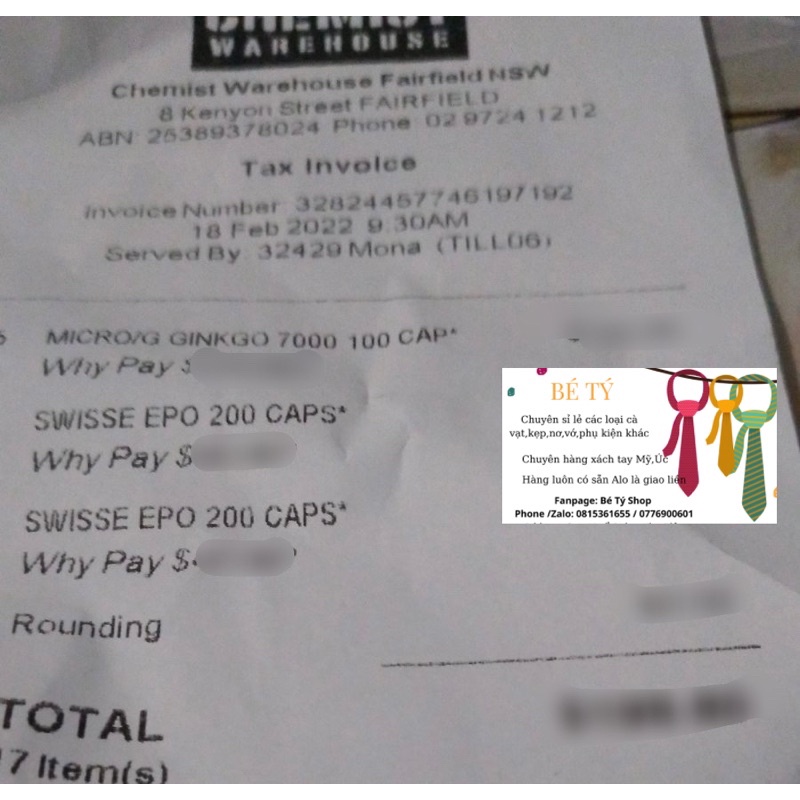 CHEMIST
WAREHOUSE
Chemist Warehouse Fairfield NSW
8 Kenyon Street FAIRFIELD
ABN: 25389378024 Phone: 02 9724 1212
Tax Invoice
Invoice Number: 32824457746197192
18 Feb 2022 9:30AM
Served By: 32429 Mona (TILL06)
MICRO/G GINKGO 7000 100 CAP*
Why Pay $
SWISSE EPO 200 CAPS*
Why Pay $
SWISSE EPO 200 CAPS*
Why Pay $
Rounding
TOTAL
17 Item(s)
BÉ TÝ
Chuyên sỉ lẻ các loại cà
vạt,kẹp,nơ,vớ,phụ kiện khác
Chuyên hàng xách tay Mỹ,Úc
Hàng luôn có sẵn Alo là giao liền
Fanpage: Bé Tý Shop
Phone /Zalo: 0815361655 / 0776900601